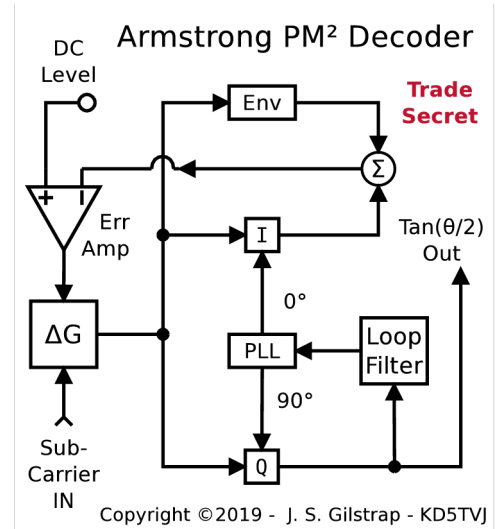 Armstrong PM² Decoder
DC
Level
Env
Trade
Secret
Σ
+
Err
Amp
I
Tan(θ/2)
Out
0°
ΔG
PLL
Loop
Filter
90°
Sub-
Carrier
IN
Q
Copyright ©2019 - J. S. Gilstrap - KD5TVJ